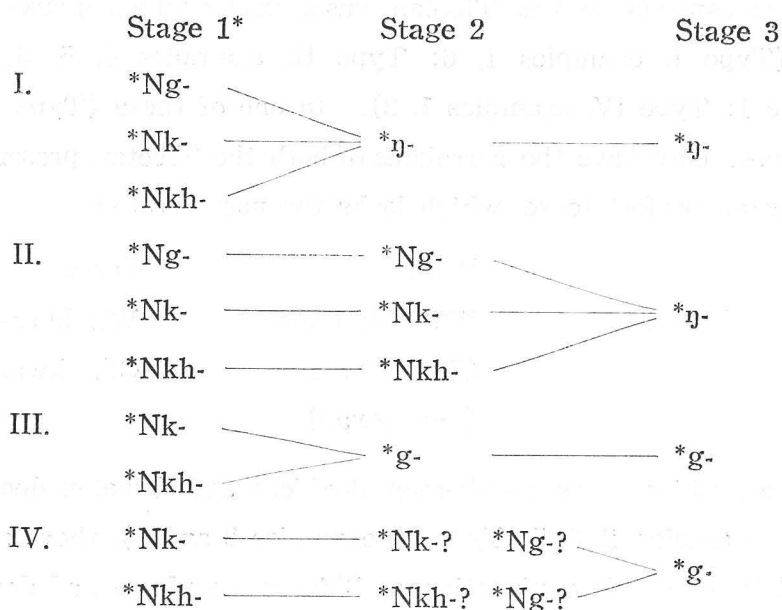 Stage 1* Stage 2 Stage 3
I. *Ng-
*Nk- *ŋ- *ŋ-
*Nkh-
II. *Ng- *Ng-
*Nk- *Nk- *ŋ-
*Nkh- *Nkh-
III. *Nk-
*g- *g-
*Nkh-
IV. *Nk- *Nk-? *Ng-?
*g-
*Nkh- *Nkh-? *Ng-?